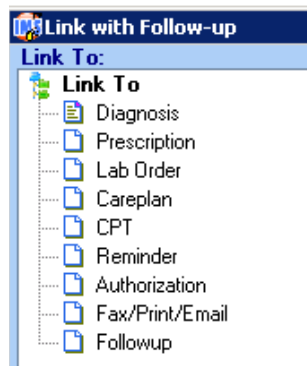 IMS Link with Follow-up
Link To:
Link To
Diagnosis
Prescription
Lab Order
Careplan
CPT
Reminder
Authorization
Fax/Print/Email
Followup